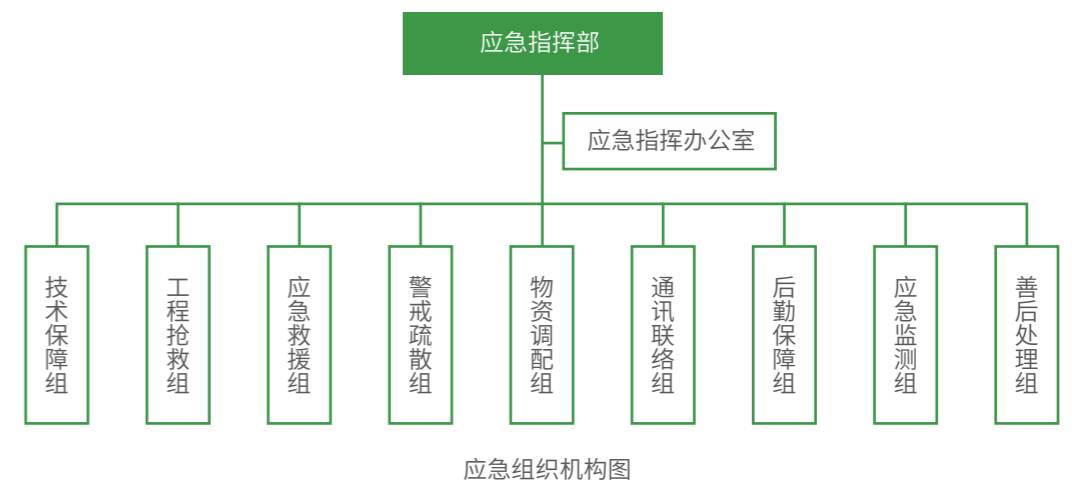 应急指挥部
应急指挥办公室
技术保障组
工程抢救组
应急救援组
警戒疏散组
物资调配组
通讯联络组
后勤保障组
应急监测组
善后处理组
应急组织机构图